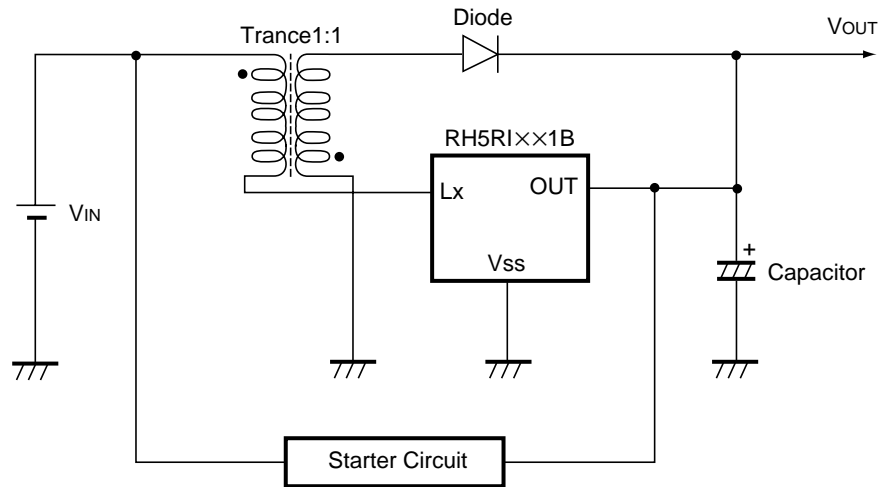 Diode
VOUT
Trance1:1
RH5RI××1B
Lx
OUT
VIN
Vss
+
Capacitor
Starter Circuit